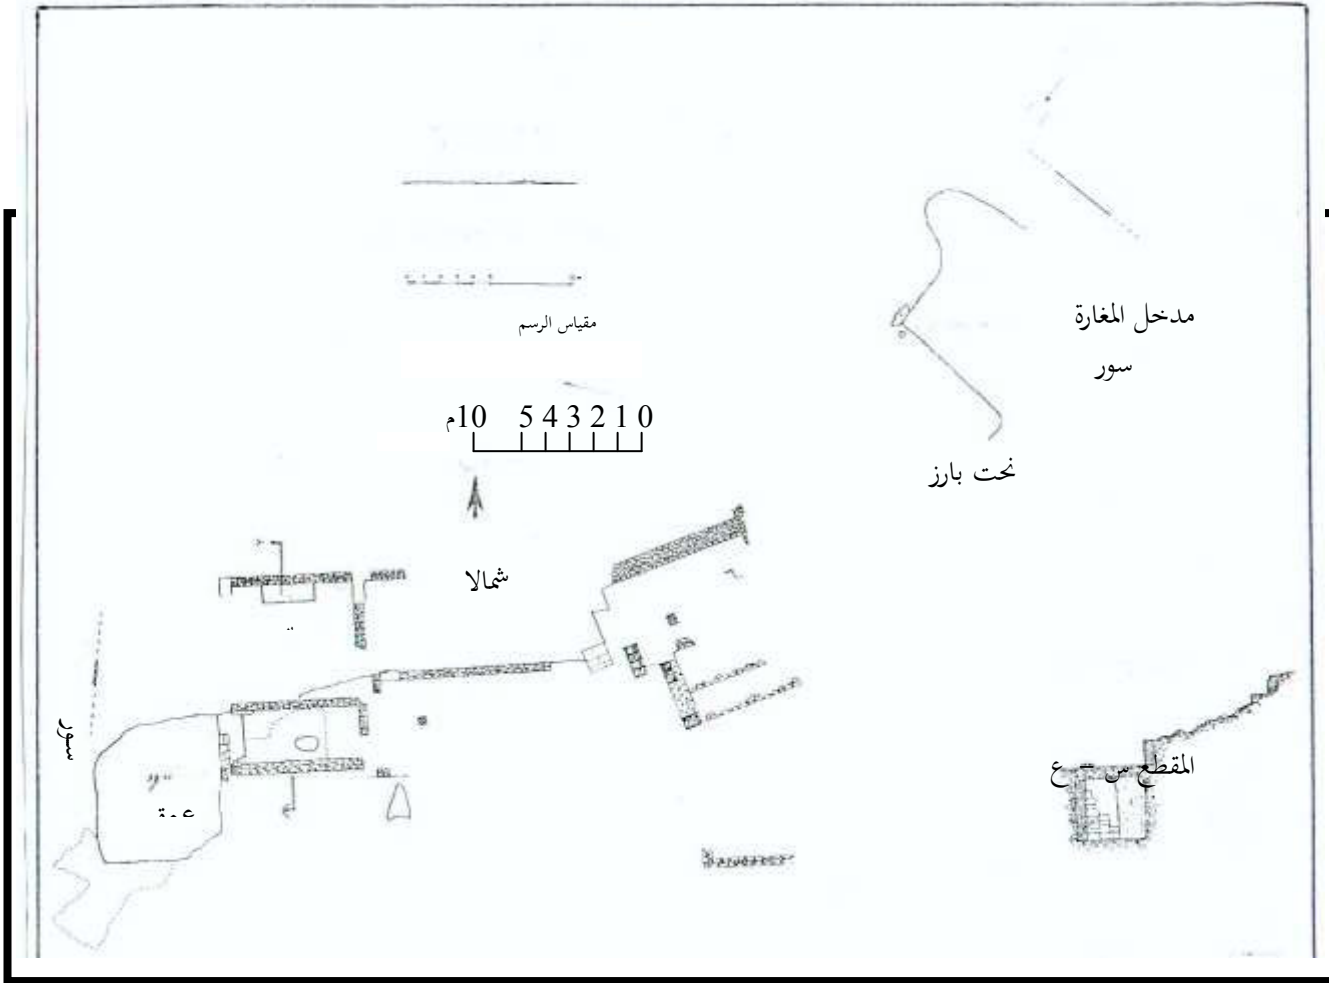 مقياس الرسم
مدخل المغارة
سور
10م 5 4 3 2 1 0
نحت بارز
شمالا
سور
المقطع س – ع